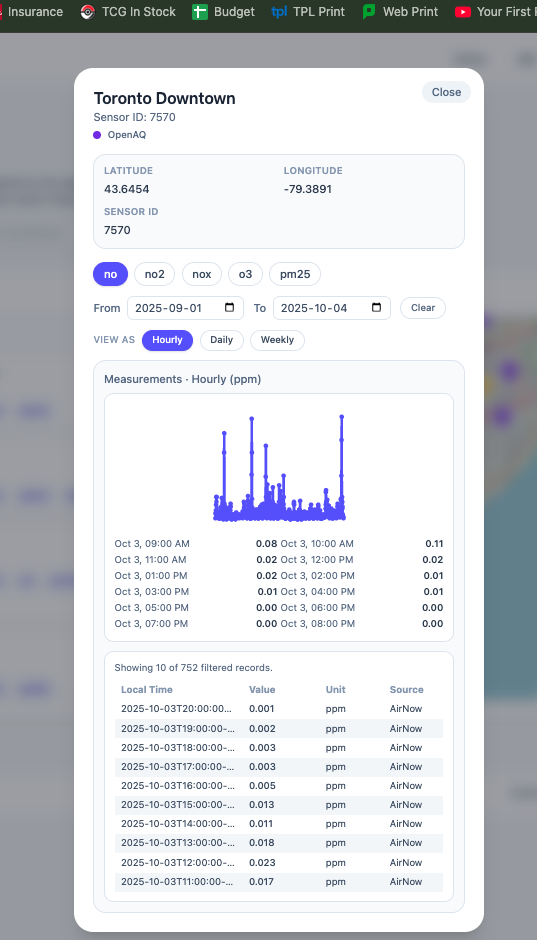 Insurance TCG In Stock Budget tpl TPL Print Web Print Your First
Toronto Downtown Close
Sensor ID: 7570
OpenAQ
LATITUDE LONGITUDE
43.6454 -79.3891
SENSOR ID
7570
no no2 nox o3 pm25
From 2025-09-01 To 2025-10-04 Clear
VIEW AS Hourly Daily Weekly
Measurements · Hourly (ppm)
Oct 3, 09:00 AM 0.08 Oct 3, 10:00 AM 0.11
Oct 3, 11:00 AM 0.02 Oct 3, 12:00 PM 0.02
Oct 3, 01:00 PM 0.02 Oct 3, 02:00 PM 0.01
Oct 3, 03:00 PM 0.01 Oct 3, 04:00 PM 0.01
Oct 3, 05:00 PM 0.00 Oct 3, 06:00 PM 0.00
Oct 3, 07:00 PM 0.00 Oct 3, 08:00 PM 0.00
Showing 10 of 752 filtered records.
Local Time Value Unit Source
2025-10-03T20:00:00... 0.001 ppm AirNow
2025-10-03T19:00:00-... 0.002 ppm AirNow
2025-10-03T18:00:00-... 0.003 ppm AirNow
2025-10-03T17:00:00-... 0.003 ppm AirNow
2025-10-03T16:00:00-... 0.005 ppm AirNow
2025-10-03T15:00:00-... 0.013 ppm AirNow
2025-10-03T14:00:00-... 0.011 ppm AirNow
2025-10-03T13:00:00-... 0.018 ppm AirNow
2025-10-03T12:00:00-... 0.023 ppm AirNow
2025-10-03T11:00:00-... 0.017 ppm AirNow